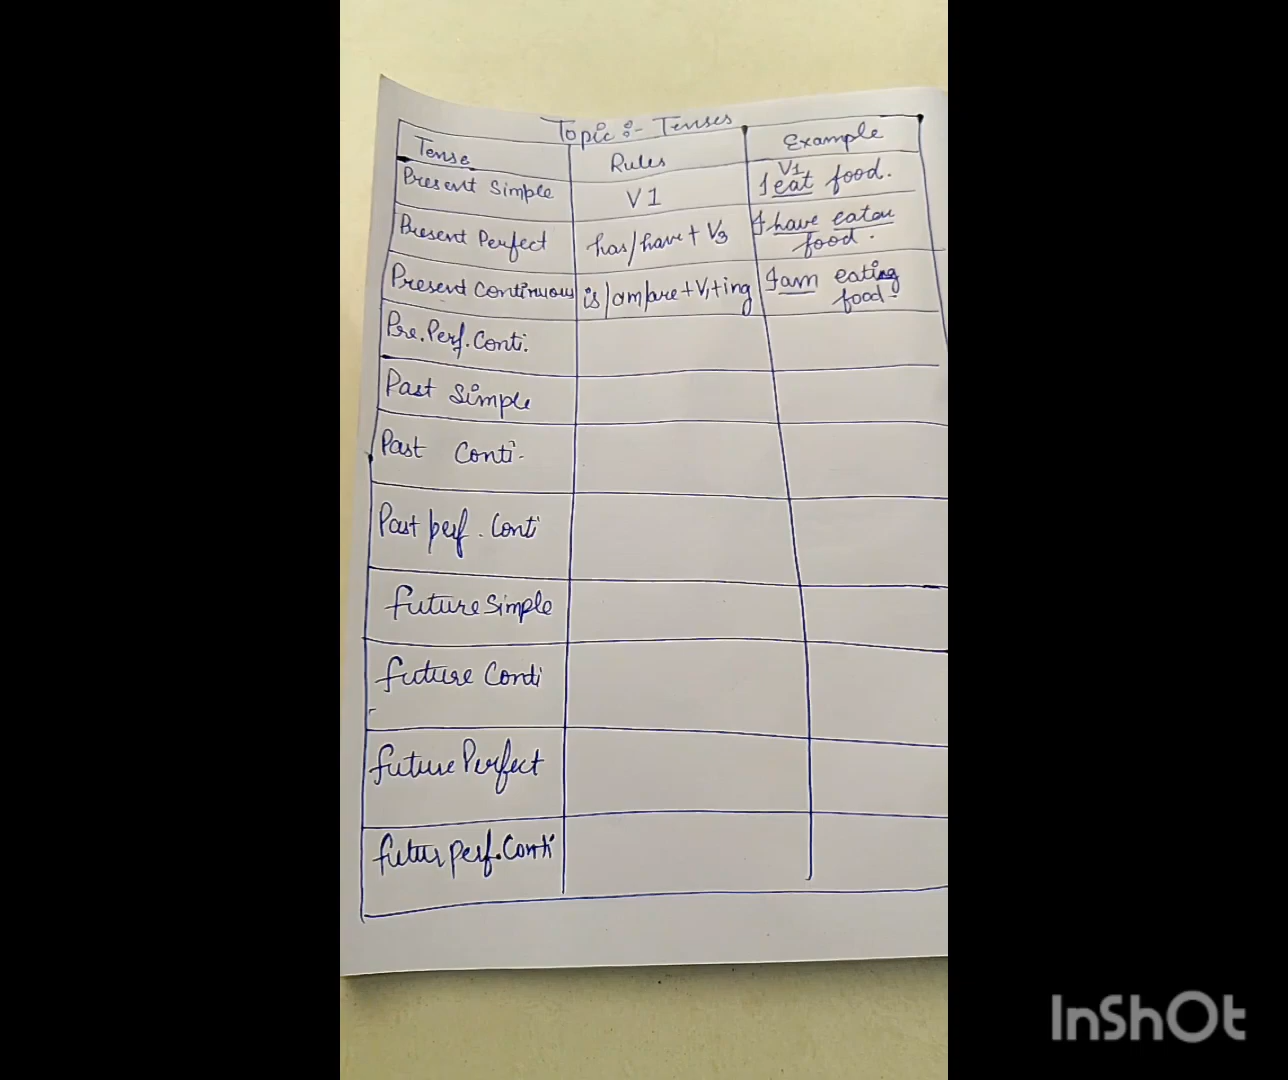 Topic :- Tenses
Tense Rules Example
Present Simple V1 V1 I eat food.
Present Perfect has/have + V3 I have eaten food.
Present Continuous is/am/are + V1 + ing I am eating food.
Pre. Perf. Conti.
Past Simple
Past Conti.
Past perf. Conti
future Simple
future Conti
future Perfect
futur perf. Conti
InShOt